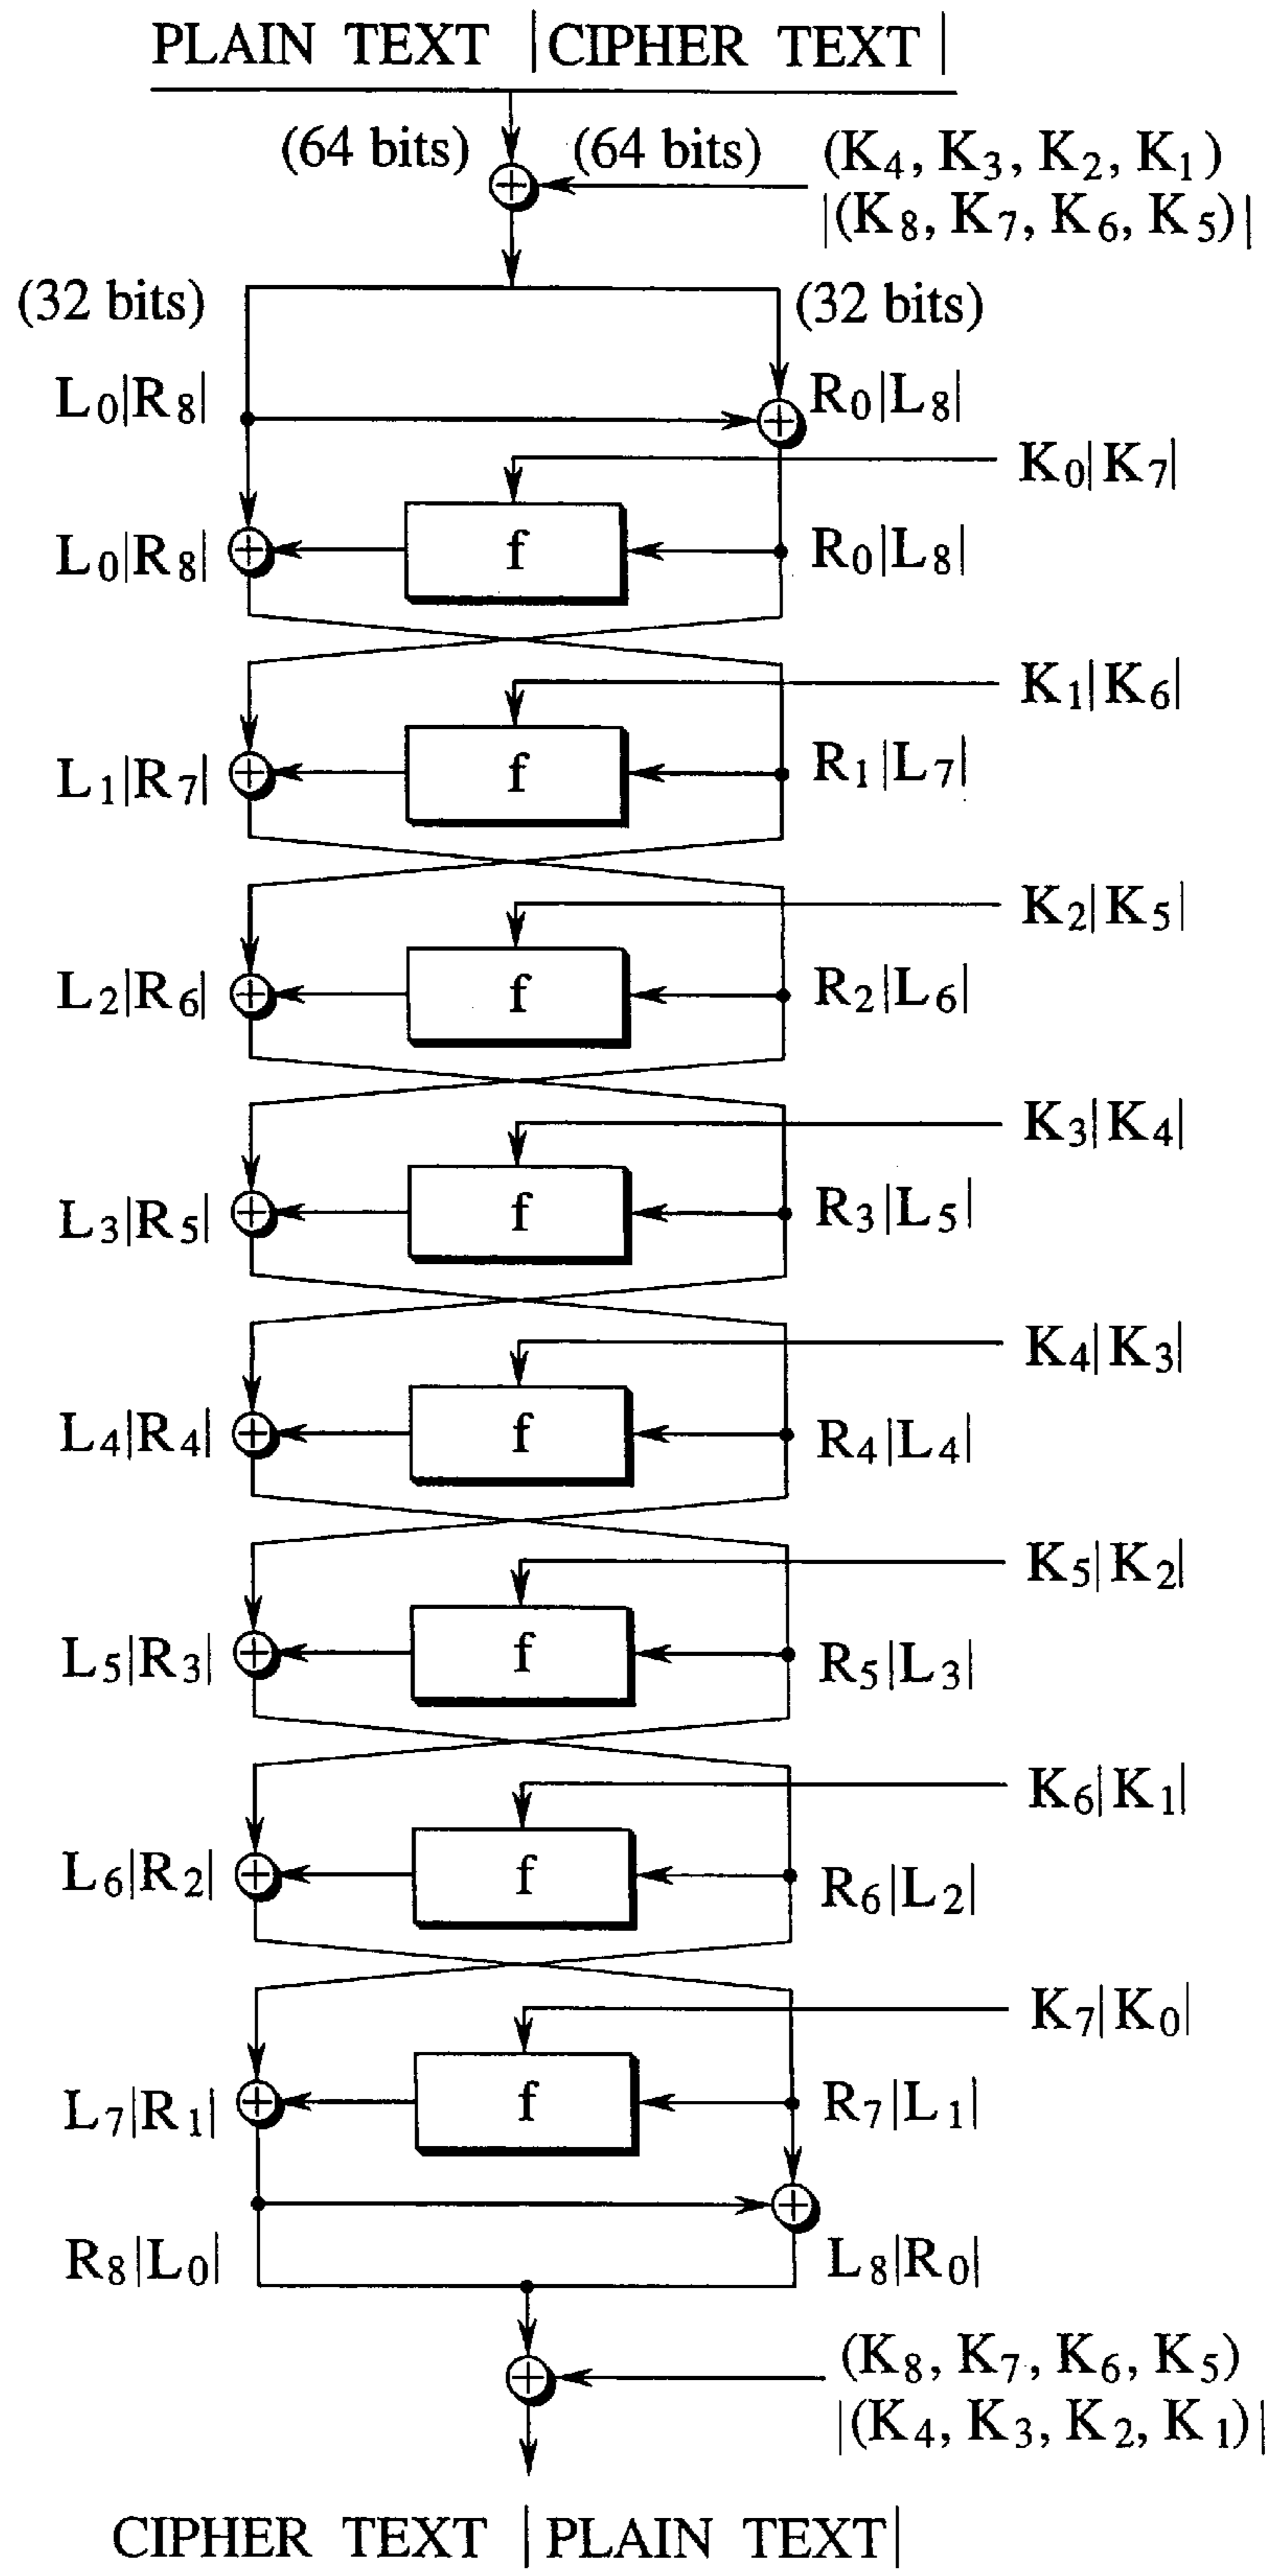 PLAIN TEXT |CIPHER TEXT|
(64 bits) (64 bits) (K4, K3, K2, K1)
|(K8, K7, K6, K5)|
(32 bits) (32 bits)
L0|R8| R0|L8|
K0|K7|
L0|R8| f R0|L8|
K1|K6|
L1|R7| f R1|L7|
K2|K5|
L2|R6| f R2|L6|
K3|K4|
L3|R5| f R3|L5|
K4|K3|
L4|R4| f R4|L4|
K5|K2|
L5|R3| f R5|L3|
K6|K1|
L6|R2| f R6|L2|
K7|K0|
L7|R1| f R7|L1|
R8|L0| L8|R0|
(K8, K7, K6, K5)
|(K4, K3, K2, K1)|
CIPHER TEXT |PLAIN TEXT|